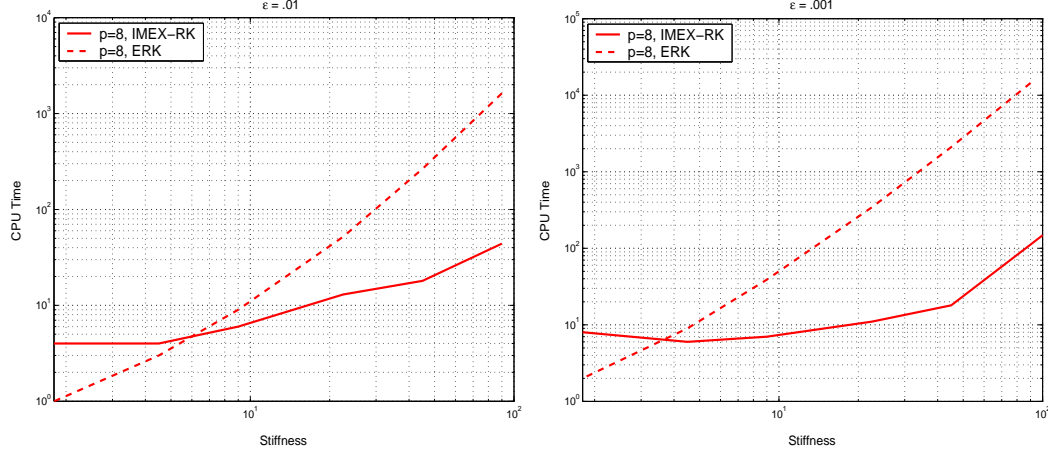 ε = .01
p=8, IMEX−RK
p=8, ERK
CPU Time
10^4
10^3
10^2
10^1
10^0
10^1
10^2
Stiffness
ε = .001
p=8, IMEX−RK
p=8, ERK
CPU Time
10^5
10^4
10^3
10^2
10^1
10^0
10^1
10^2
Stiffness